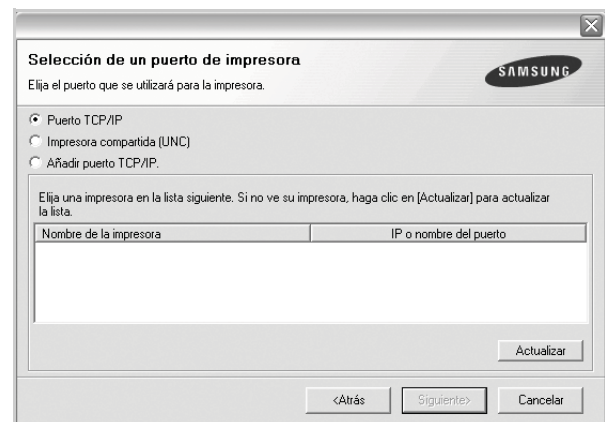 Selección de un puerto de impresora
Elija el puerto que se utilizará para la impresora.
SAMSUNG
Puerto TCP/IP
Impresora compartida (UNC)
Añadir puerto TCP/IP.
Elija una impresora en la lista siguiente. Si no ve su impresora, haga clic en [Actualizar] para actualizar
la lista.
Nombre de la impresora IP o nombre del puerto
Actualizar
<Atrás Siguiente> Cancelar